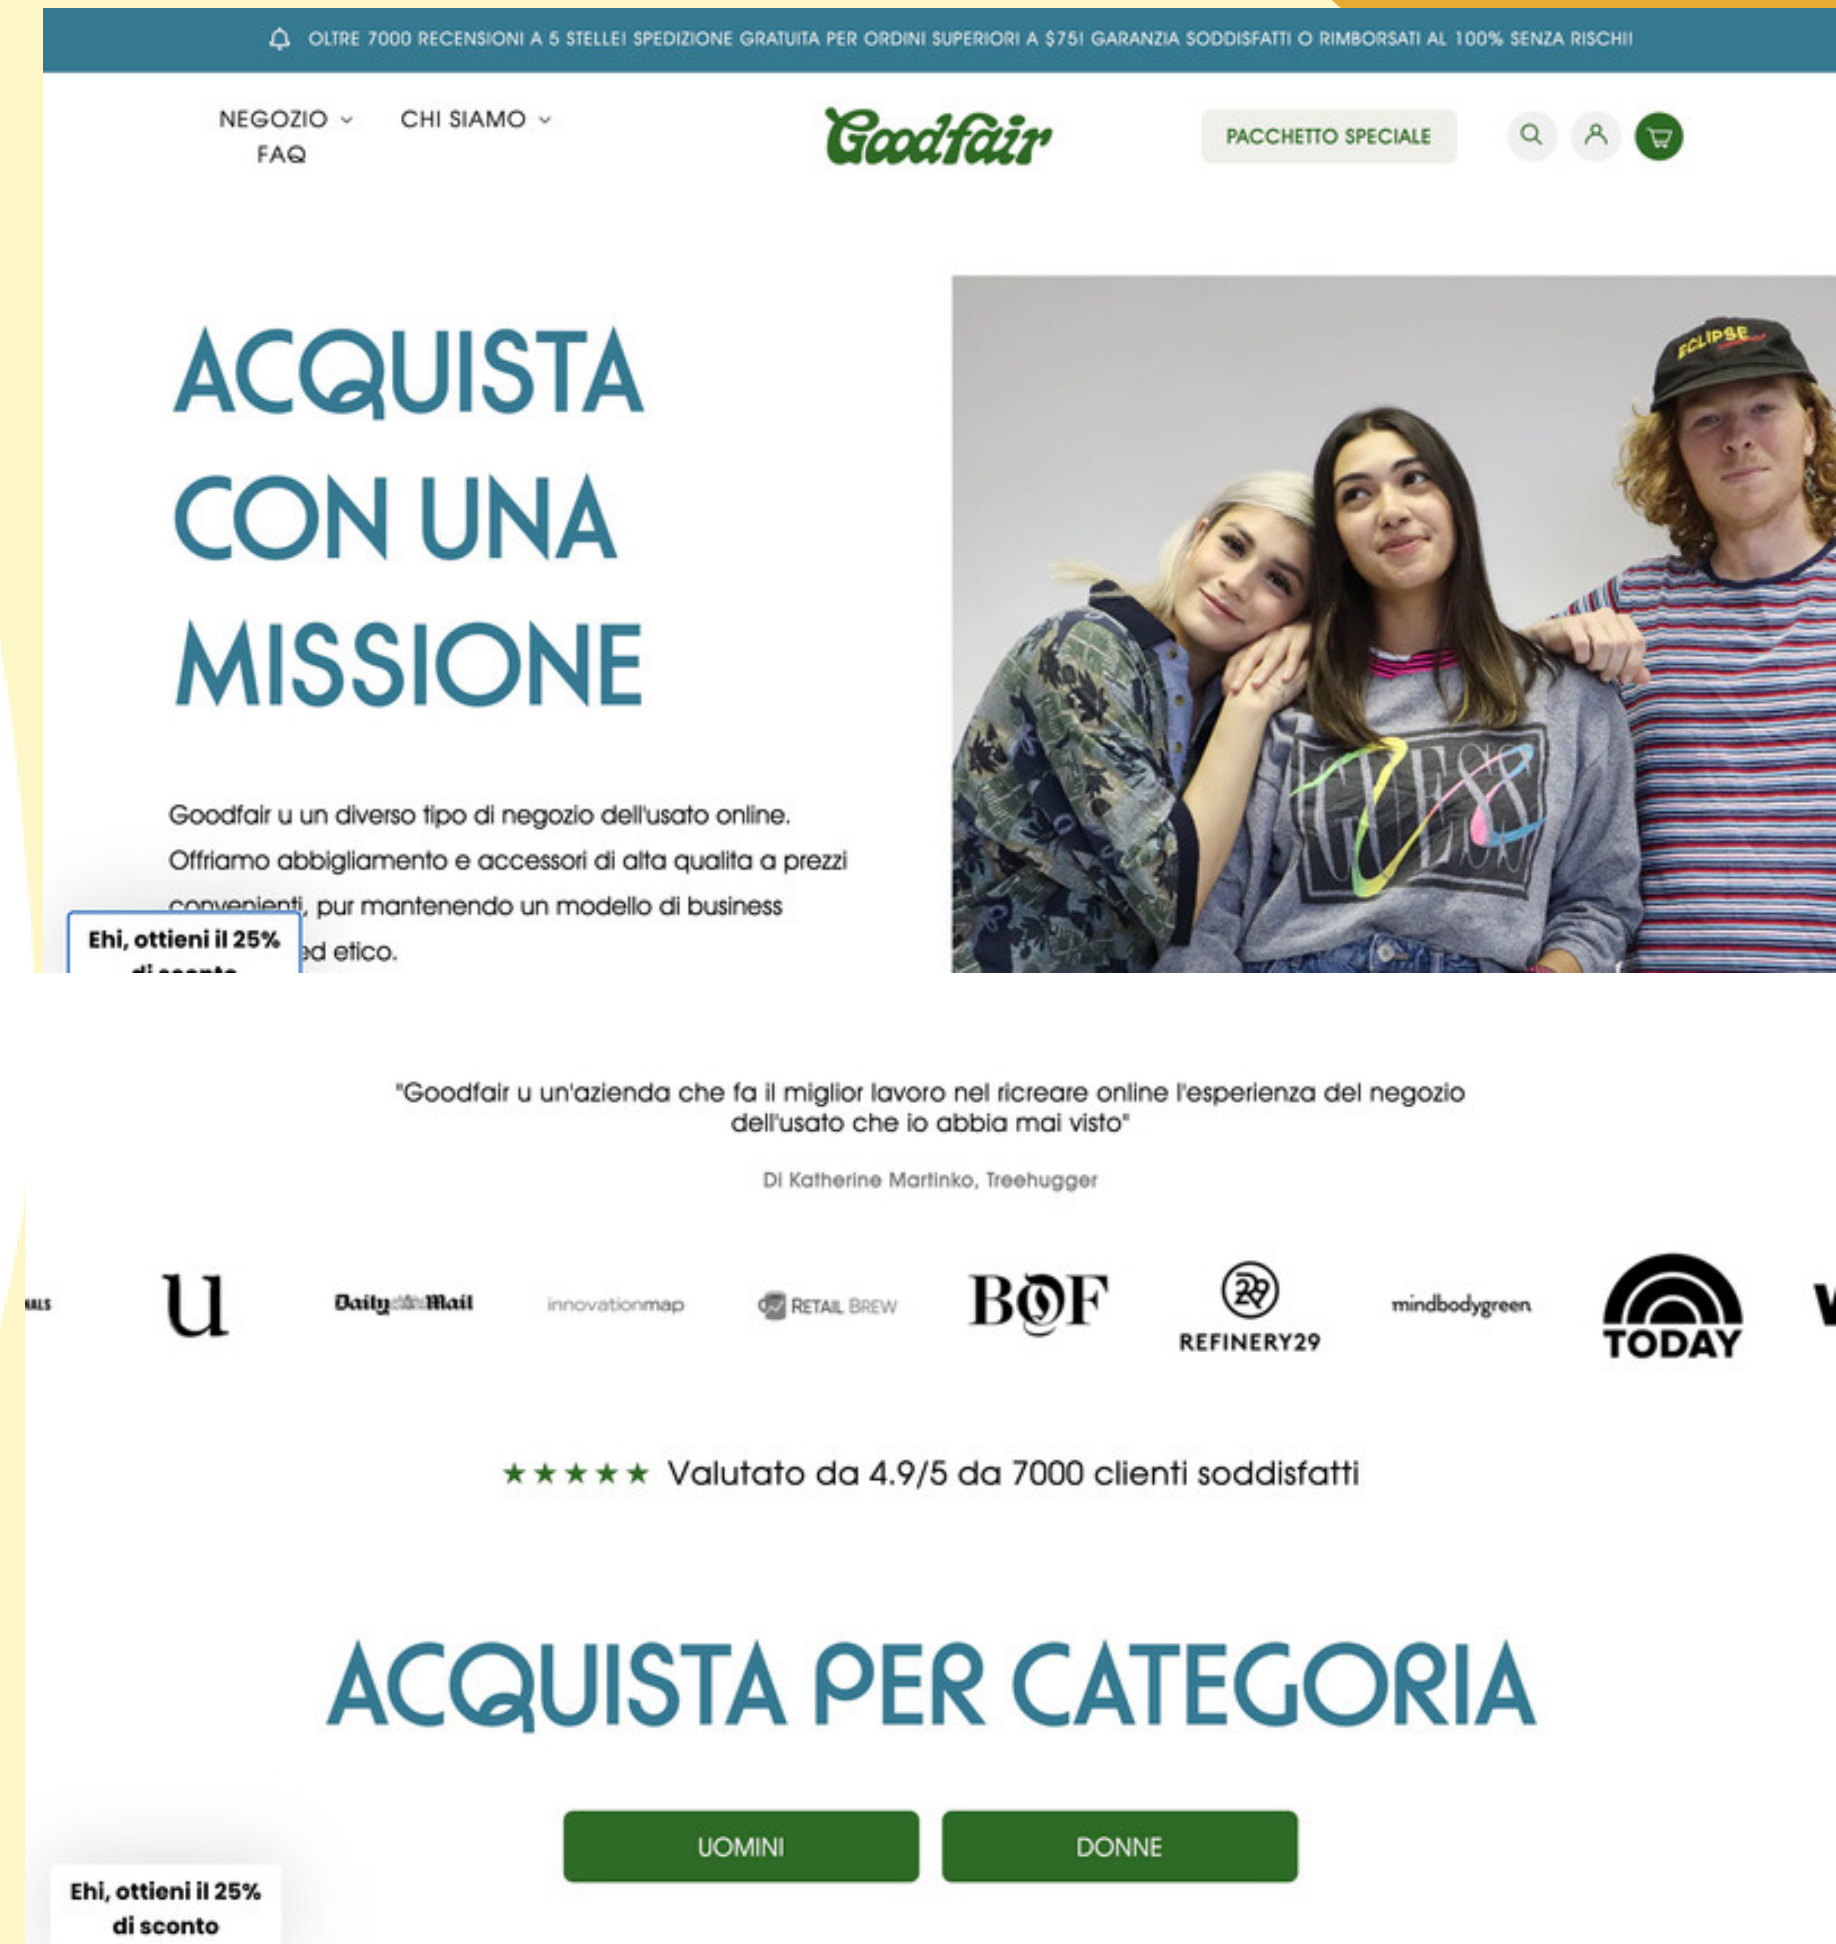 OLTRE 7000 RECENSIONI A 5 STELLE! SPEDIZIONE GRATUITA PER ORDINI SUPERIORI A $75! GARANZIA SODDISFATTI O RIMBORSATI AL 100% SENZA RISCHI!
NEGOZIO CHI SIAMO
FAQ
Goodfair
PACCHETTO SPECIALE
ECLIPSE
GUESS
ACQUISTA
CON UNA
MISSIONE
Goodfair u un diverso tipo di negozio dell'usato online.
Offriamo abbigliamento e accessori di alta qualita a prezzi
convenienti, pur mantenendo un modello di business
ed etico.
Ehi, ottieni il 25%
di sconto
"Goodfair u un'azienda che fa il miglior lavoro nel ricreare online l'esperienza del negozio
dell'usato che io abbia mai visto"
Di Katherine Martinko, Treehugger
u Daily Mail innovationmap RETAIL BREW BOF R29 mindbodygreen
REFINERY29 TODAY
★★★★★ Valutato da 4.9/5 da 7000 clienti soddisfatti
ACQUISTA PER CATEGORIA
UOMINI DONNE
Ehi, ottieni il 25%
di sconto